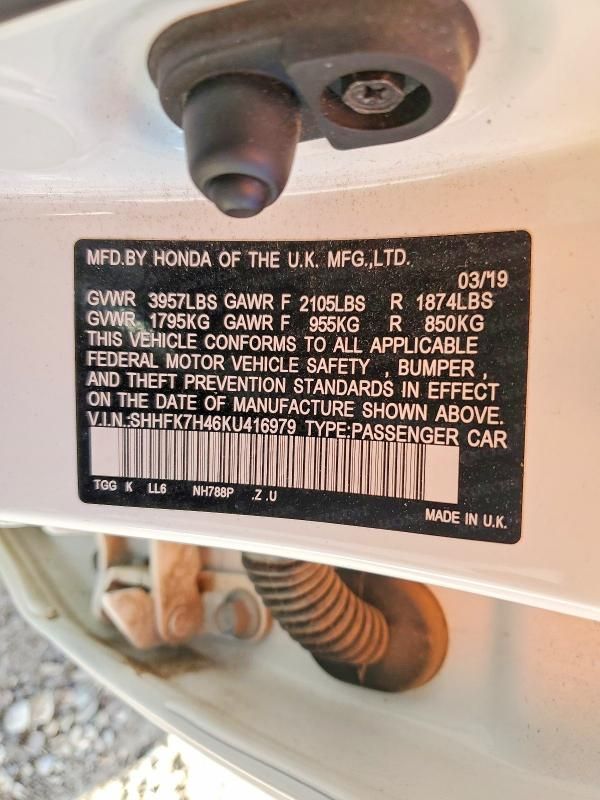 MFD.BY HONDA OF THE U.K. MFG.,LTD.
03/19
GVWR 3957LBS GAWR F 2105LBS R 1874LBS
GVWR 1795KG GAWR F 955KG R 850KG
THIS VEHICLE CONFORMS TO ALL APPLICABLE
FEDERAL MOTOR VEHICLE SAFETY , BUMPER ,
AND THEFT PREVENTION STANDARDS IN EFFECT
ON THE DATE OF MANUFACTURE SHOWN ABOVE.
V.I.N.:SHHFK7H46KU416979 TYPE:PASSENGER CAR
TGG K LL6 NH788P .Z .U
MADE IN U.K.